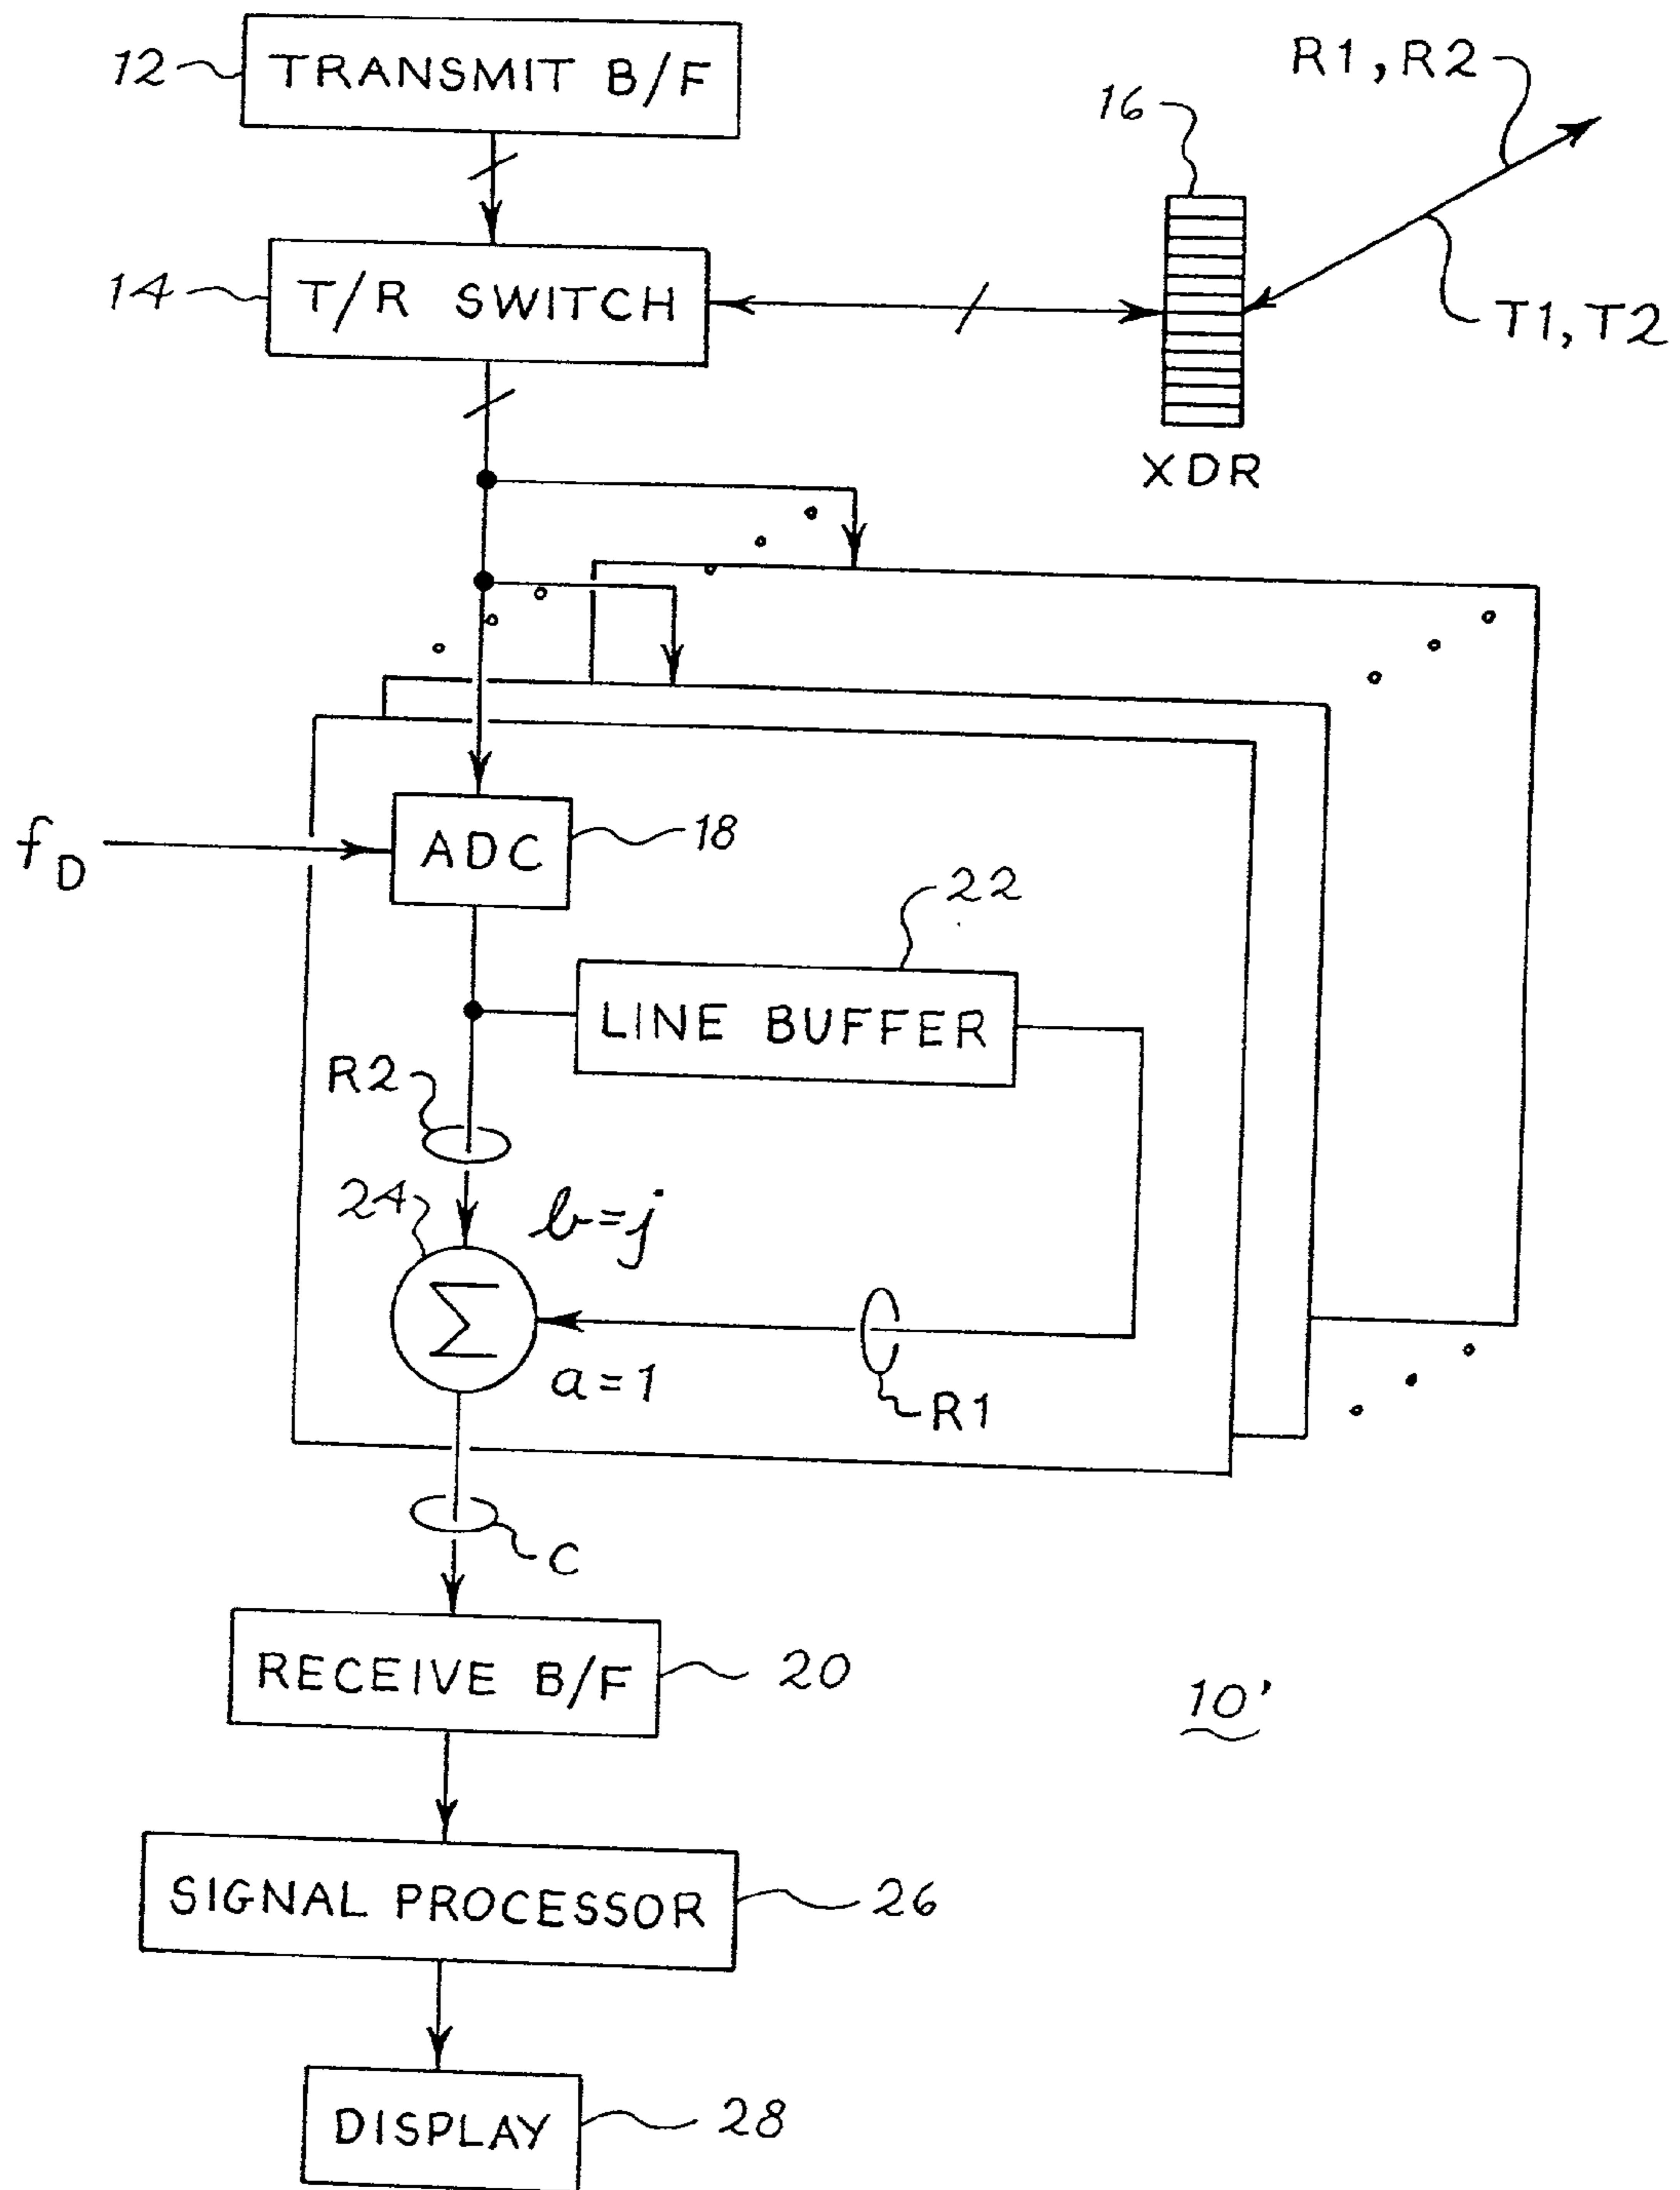 12
TRANSMIT B/F
R1, R2
16
14
T/R SWITCH
T1, T2
XDR
fD
ADC
18
22
LINE BUFFER
R2
24
b=j
Σ
a=1
R1
C
RECEIVE B/F
20
10'
SIGNAL PROCESSOR
26
DISPLAY
28